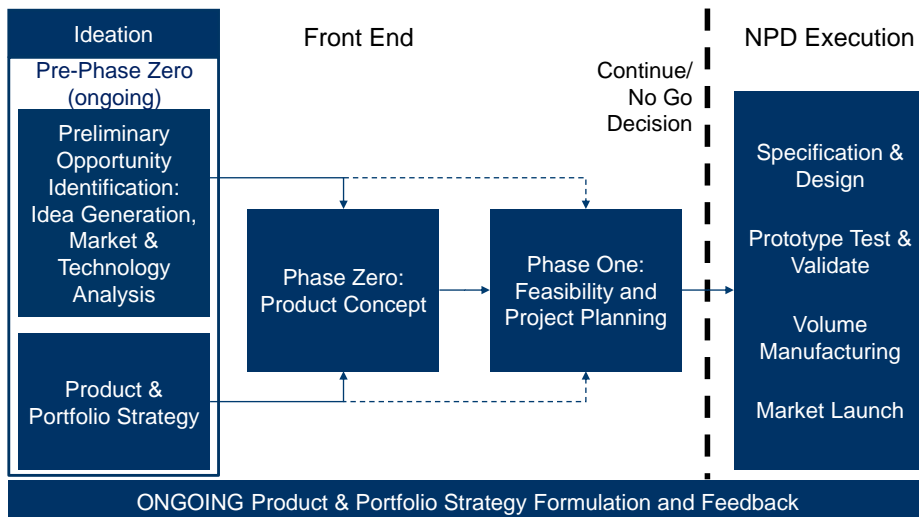 Ideation
Front End
NPD Execution
Pre-Phase Zero
(ongoing)
Continue/
No Go
Decision
Preliminary
Opportunity
Identification:
Idea Generation,
Market &
Technology
Analysis
Product &
Portfolio Strategy
Phase Zero:
Product Concept
Phase One:
Feasibility and
Project Planning
Specification &
Design
Prototype Test &
Validate
Volume
Manufacturing
Market Launch
ONGOING Product & Portfolio Strategy Formulation and Feedback